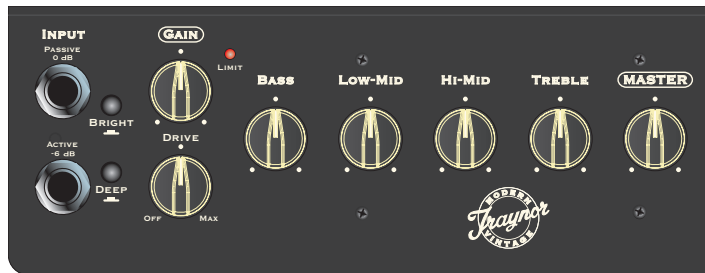 INPUT
PASSIVE
0 dB
BRIGHT
ACTIVE
-6 dB
DEEP
GAIN
LIMIT
DRIVE
OFF MAX
BASS
LOW-MID
HI-MID
TREBLE
MASTER
MODERN
Traynor
VINTAGE